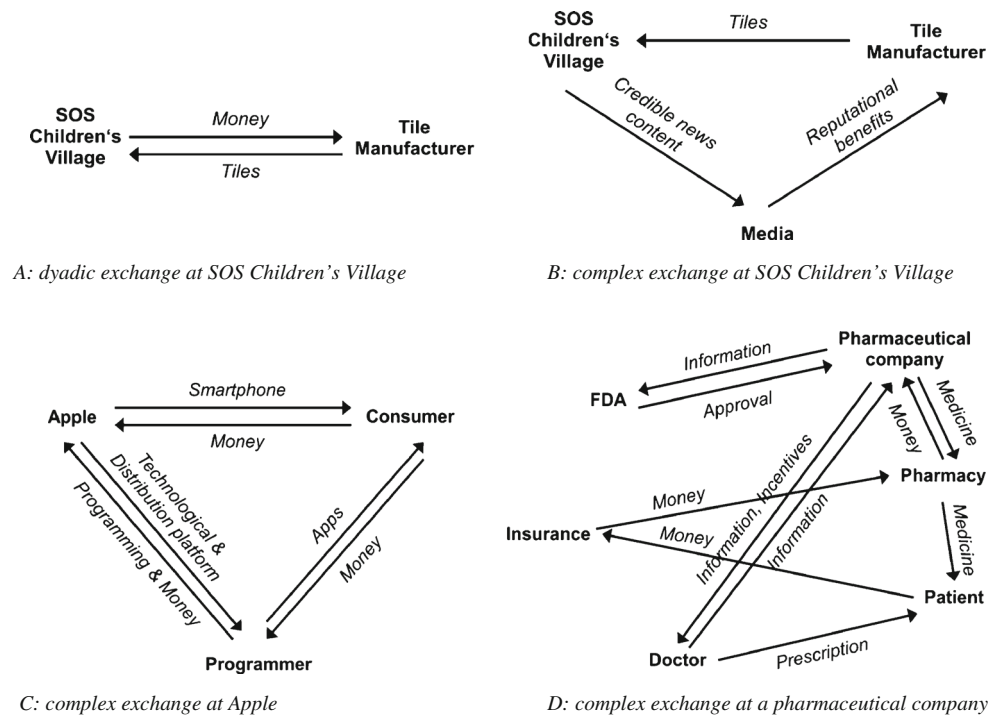 SOS
Children‘s
Village
Money
Tiles
Tile
Manufacturer
A: dyadic exchange at SOS Children’s Village
SOS
Children‘s
Village
Tiles
Tile
Manufacturer
Credible news
content
Reputational
benefits
Media
B: complex exchange at SOS Children’s Village
Apple
Smartphone
Money
Consumer
Technological &
Distribution platform
Programming & Money
Apps
Money
Programmer
C: complex exchange at Apple
Pharmaceutical
company
Information
FDA
Approval
Medicine
Money
Pharmacy
Information, Incentives
Information
Money
Insurance
Money
Medicine
Patient
Doctor
Prescription
D: complex exchange at a pharmaceutical company